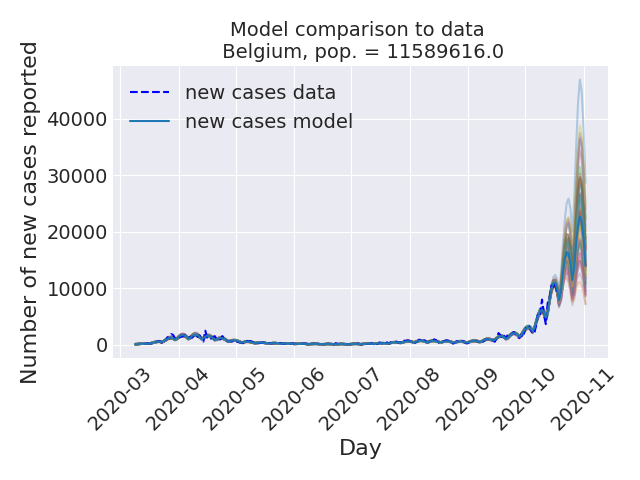 Model comparison to data
Belgium, pop. = 11589616.0
Number of new cases reported
40000
30000
20000
10000
0
new cases data
new cases model
2020-03
2020-04
2020-05
2020-06
2020-07
2020-08
2020-09
2020-10
2020-11
Day